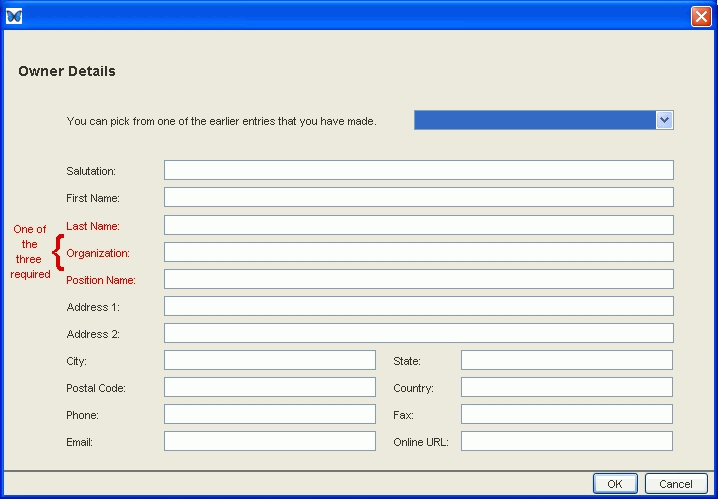 Owner Details
You can pick from one of the earlier entries that you have made.
Salutation:
First Name:
Last Name:
One of
the
three
required
{
Organization:
Position Name:
Address 1:
Address 2:
City:
State:
Postal Code:
Country:
Phone:
Fax:
Email:
Online URL:
OK
Cancel